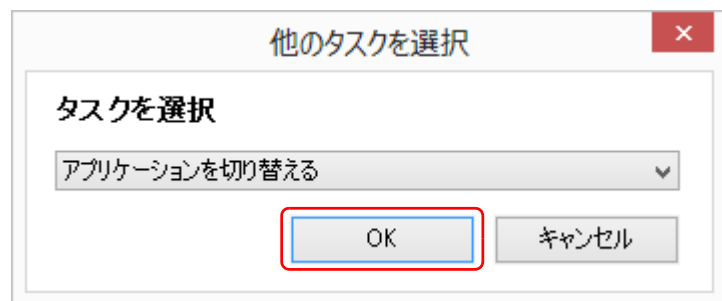 他のタスクを選択
タスクを選択
アプリケーションを切り替える
OK
キャンセル